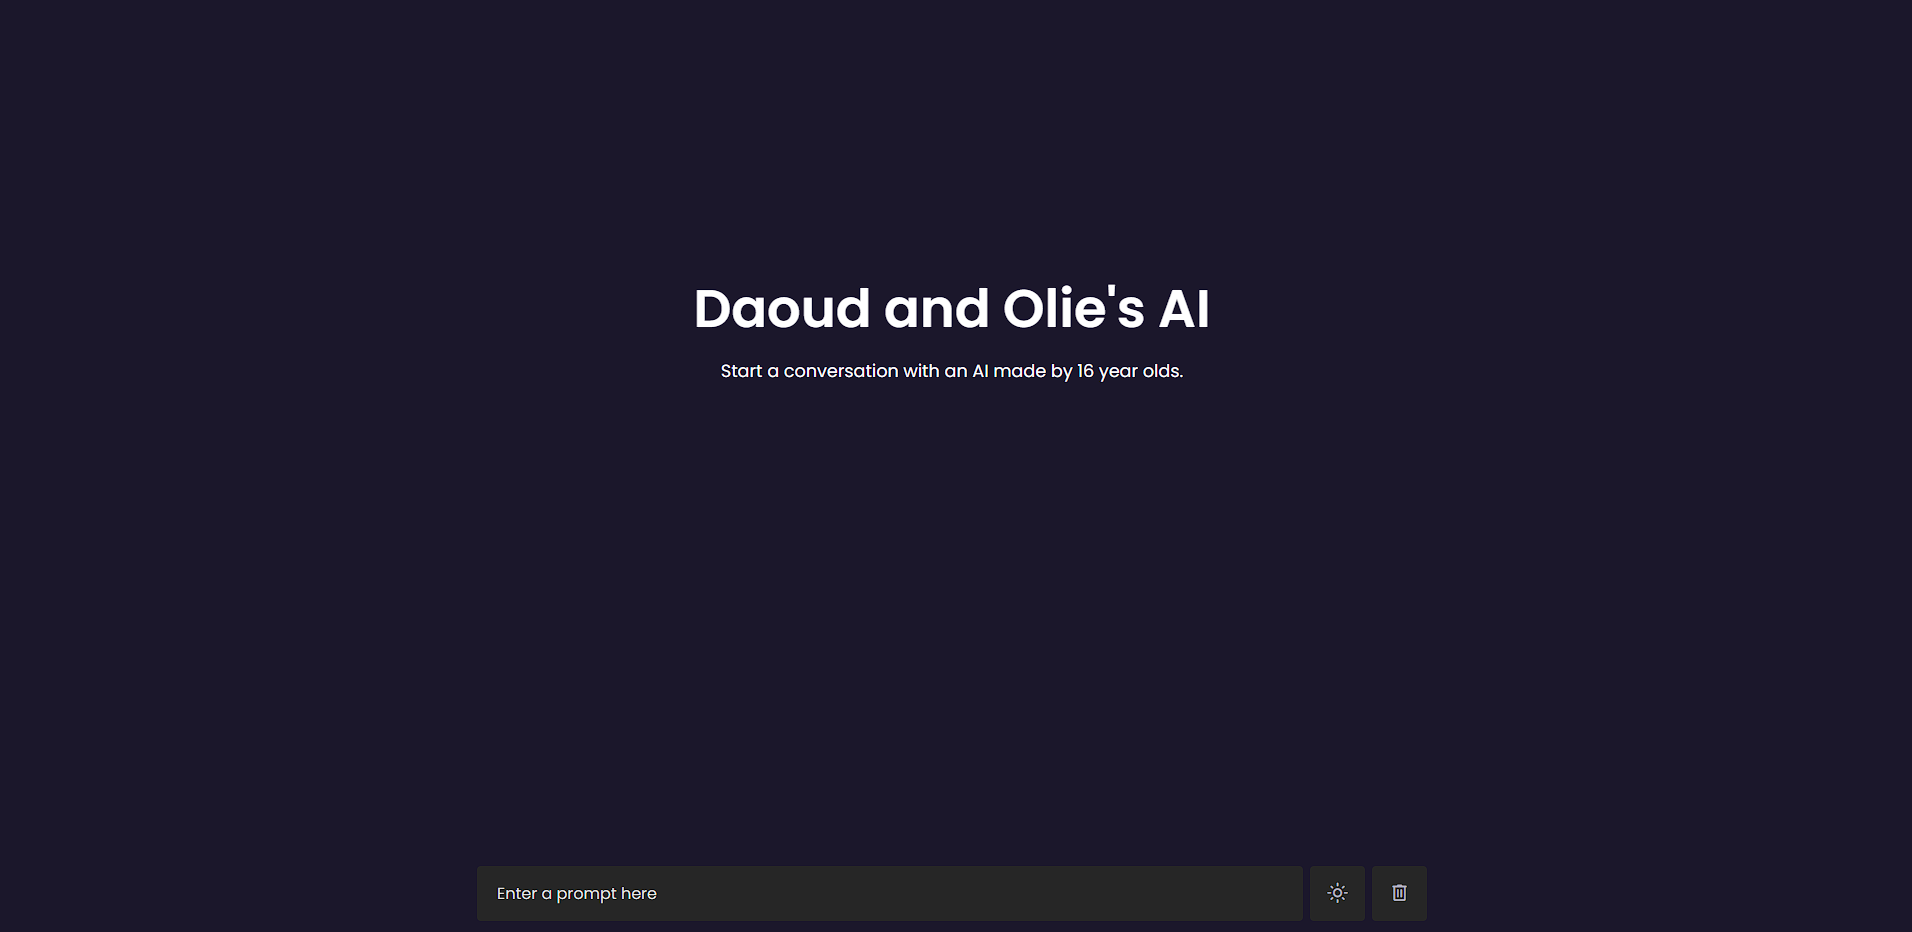 Daoud and Olie's AI
Start a conversation with an AI made by 16 year olds.
Enter a prompt here